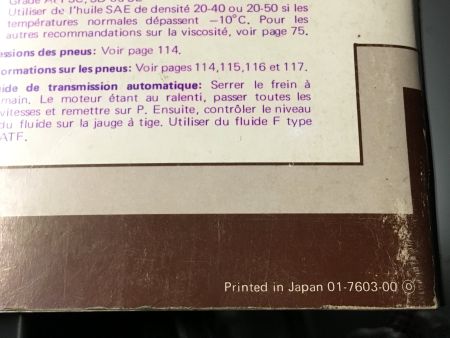 Utiliser de l'huile SAE de densité 20-40 ou 20-50 si les
températures normales dépassent −10°C. Pour les
autres recommandations sur la viscosité, voir page 75.
essions des pneus: Voir page 114.
formations sur les pneus: Voir pages 114,115,116 et 117.
uide de transmission automatique: Serrer le frein à
main. Le moteur étant au ralenti, passer toutes les
vitesses et remettre sur P. Ensuite, contrôler le niveau
du fluide sur la jauge à tige. Utiliser du fluide F type
ATF.
Printed in Japan 01-7603-00